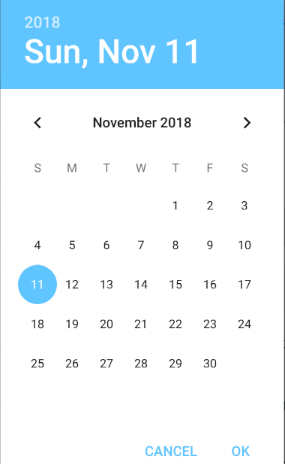 2018
Sun, Nov 11
November 2018
S M T W T F S
1 2 3
4 5 6 7 8 9 10
11 12 13 14 15 16 17
18 19 20 21 22 23 24
25 26 27 28 29 30
CANCEL OK